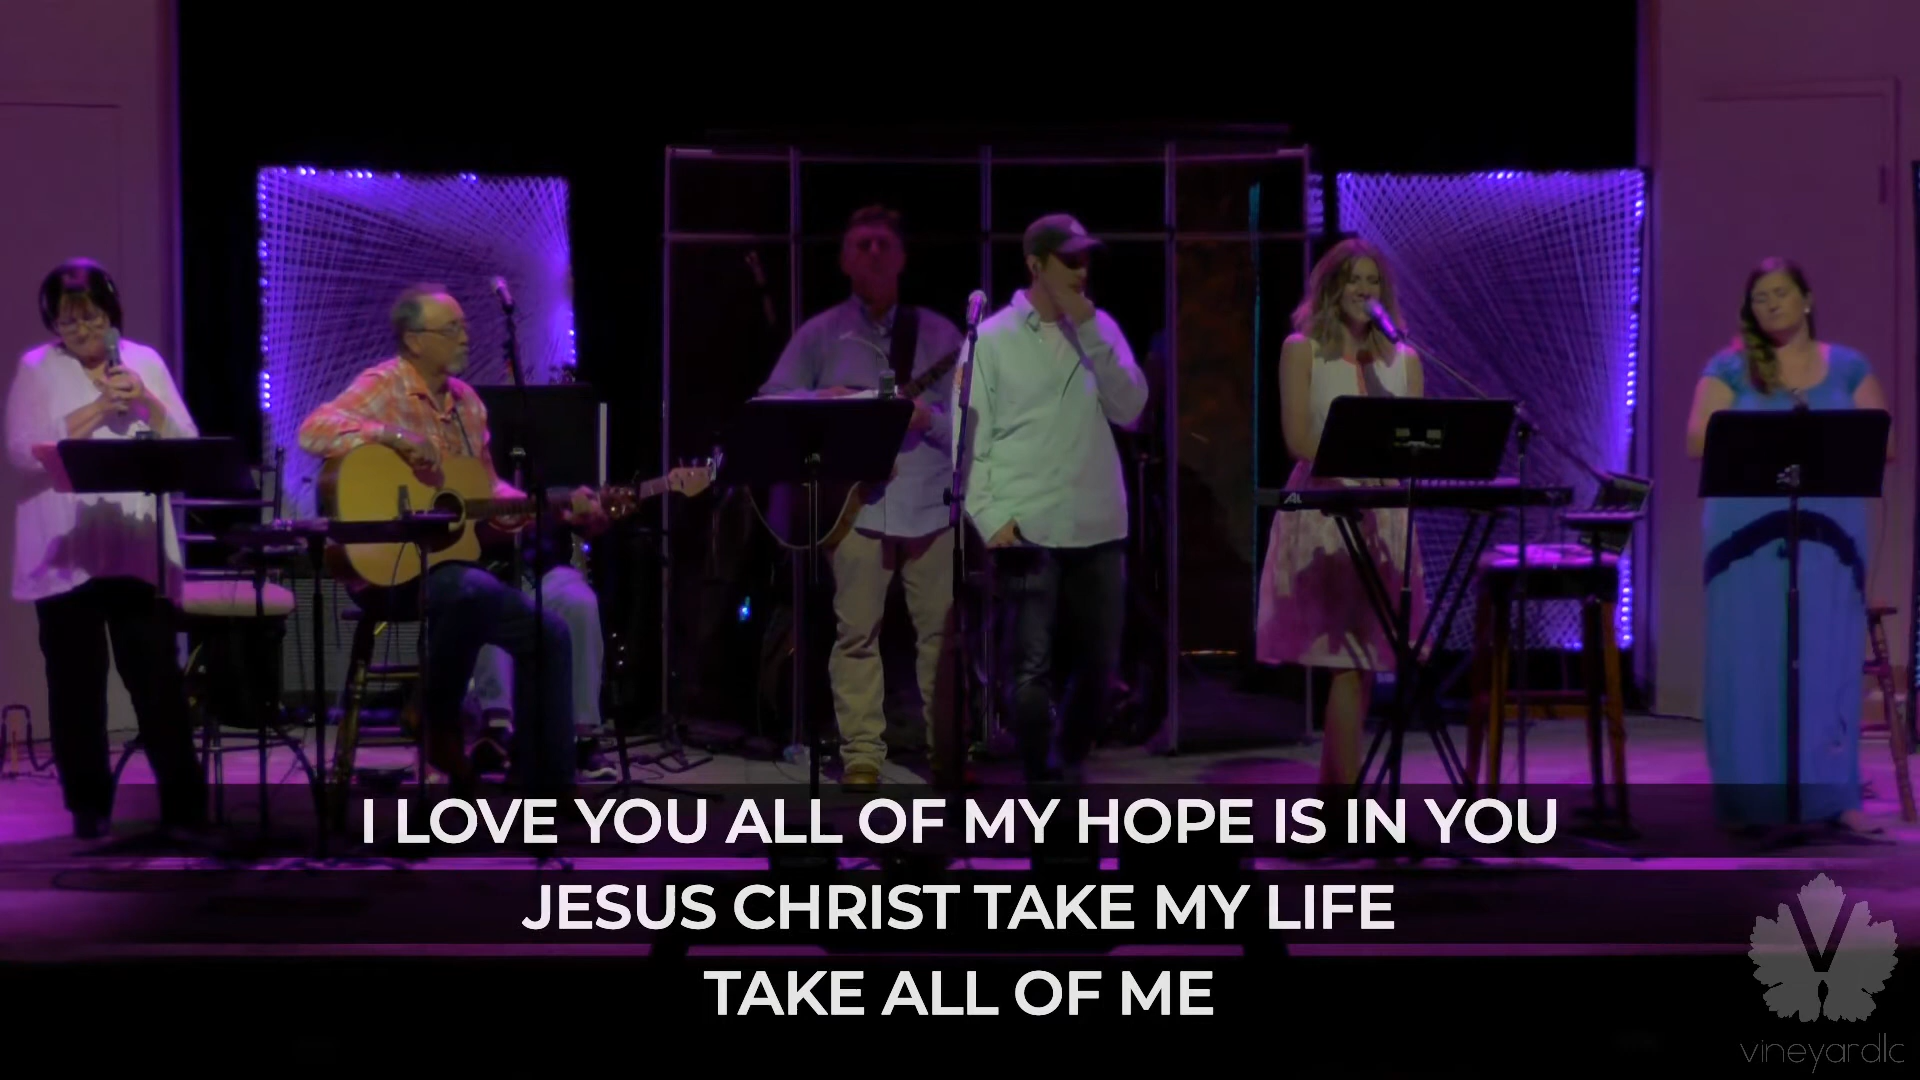 I LOVE YOU ALL OF MY HOPE IS IN YOU
JESUS CHRIST TAKE MY LIFE
TAKE ALL OF ME
V
vineyardlc